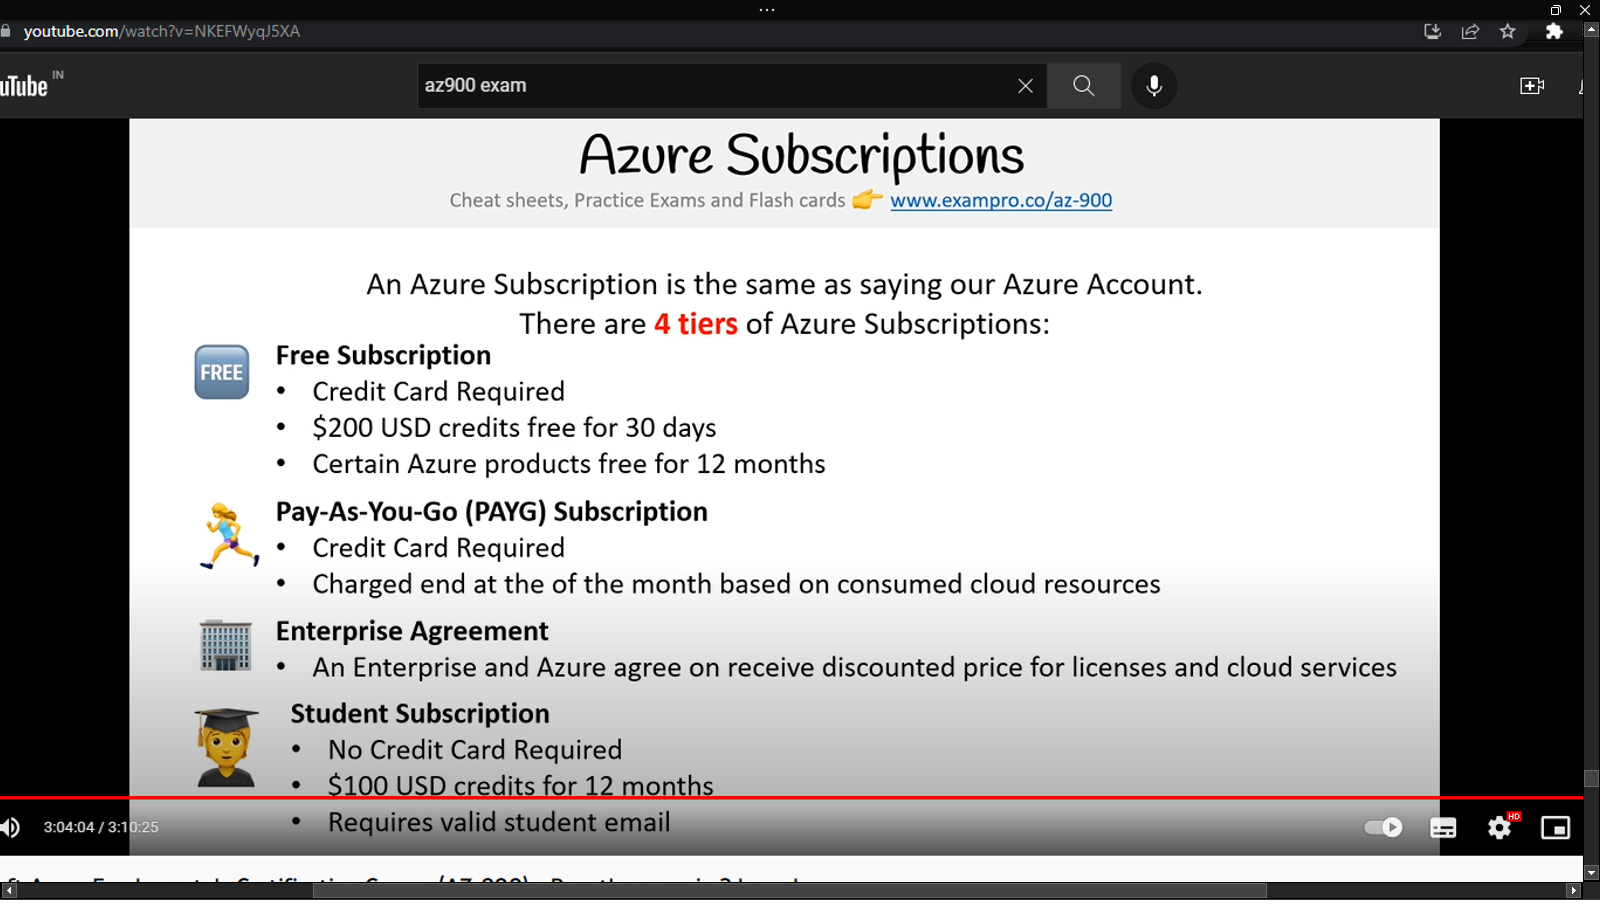 youtube.com/watch?v=NKEFWyqJ5XA
uTube IN
az900 exam
Azure Subscriptions
Cheat sheets, Practice Exams and Flash cards 👉 www.exampro.co/az-900
An Azure Subscription is the same as saying our Azure Account.
There are 4 tiers of Azure Subscriptions:
FREE
Free Subscription
• Credit Card Required
• $200 USD credits free for 30 days
• Certain Azure products free for 12 months
Pay-As-You-Go (PAYG) Subscription
• Credit Card Required
• Charged end at the of the month based on consumed cloud resources
Enterprise Agreement
• An Enterprise and Azure agree on receive discounted price for licenses and cloud services
Student Subscription
• No Credit Card Required
• $100 USD credits for 12 months
• Requires valid student email
3:04:04 / 3:10:25
HD